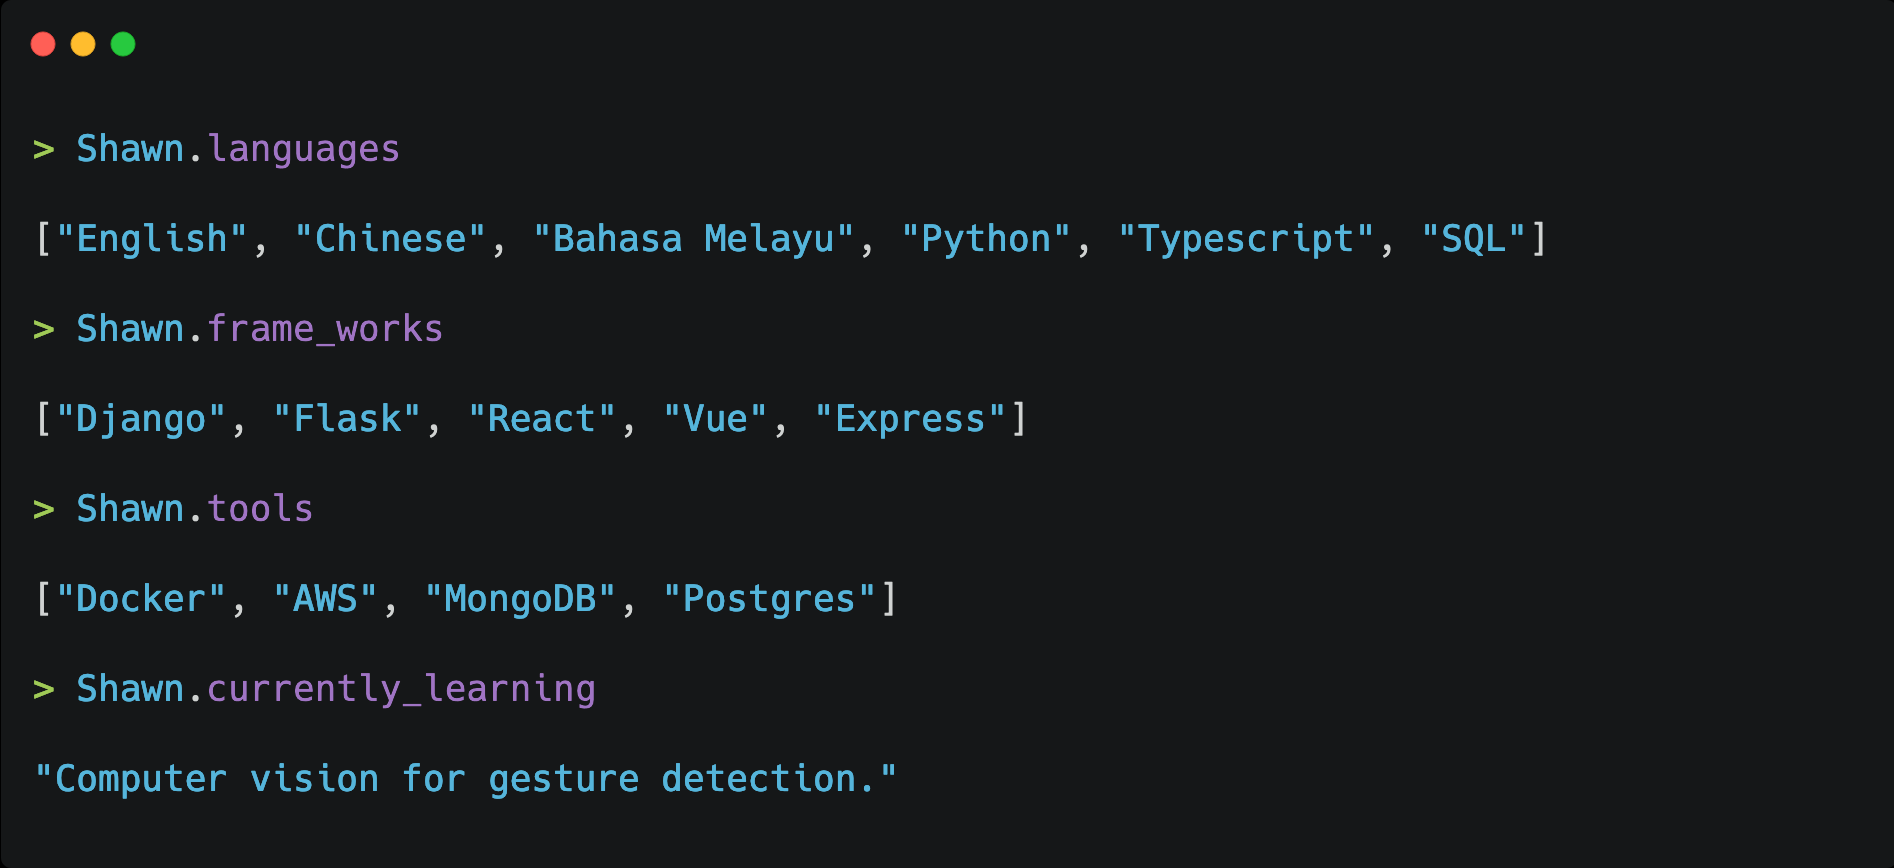 > Shawn.languages
["English", "Chinese", "Bahasa Melayu", "Python", "Typescript", "SQL"]
> Shawn.frame_works
["Django", "Flask", "React", "Vue", "Express"]
> Shawn.tools
["Docker", "AWS", "MongoDB", "Postgres"]
> Shawn.currently_learning
"Computer vision for gesture detection."